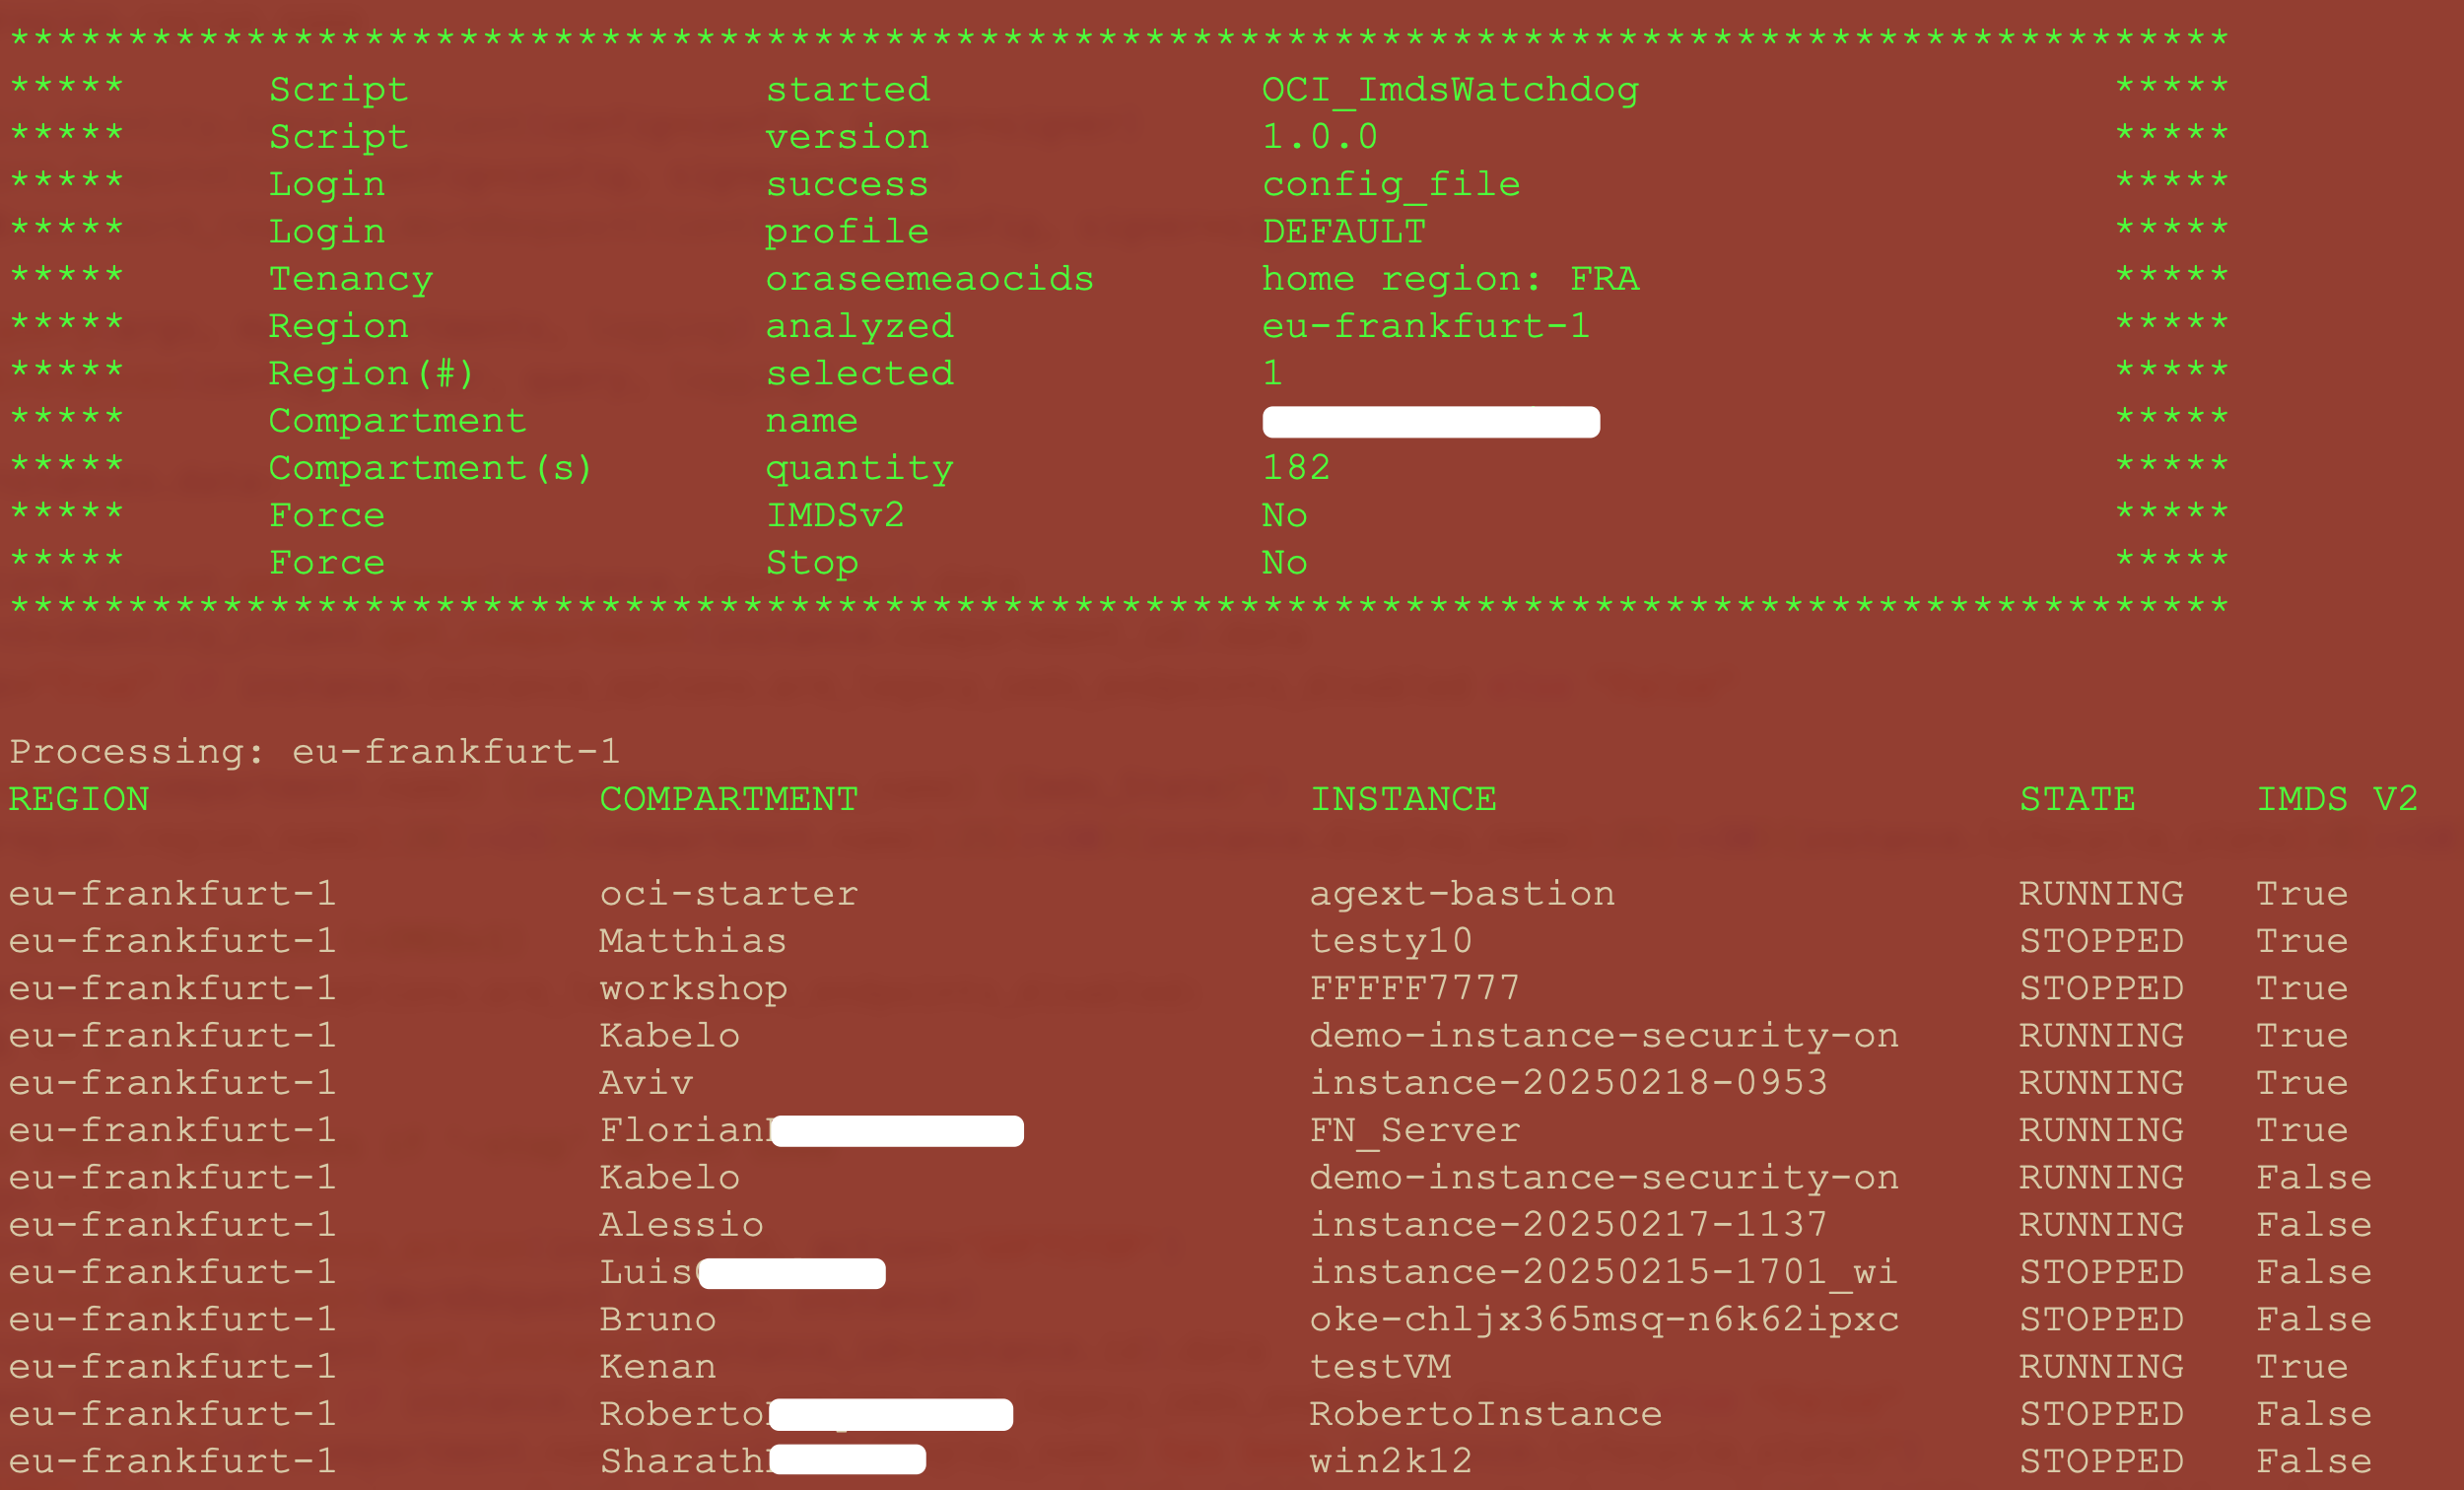 **********************************************************************************************
***** Script started OCI_ImdsWatchdog *****
***** Script version 1.0.0 *****
***** Login success config_file *****
***** Login profile DEFAULT *****
***** Tenancy oraseemeaocids home region: FRA *****
***** Region analyzed eu-frankfurt-1 *****
***** Region(#) selected 1 *****
***** Compartment name *****
***** Compartment(s) quantity 182 *****
***** Force IMDSv2 No *****
***** Force Stop No *****
**********************************************************************************************
Processing: eu-frankfurt-1
REGION COMPARTMENT INSTANCE STATE IMDS V2
eu-frankfurt-1 oci-starter agext-bastion RUNNING True
eu-frankfurt-1 Matthias testy10 STOPPED True
eu-frankfurt-1 workshop FFFFF7777 STOPPED True
eu-frankfurt-1 Kabelo demo-instance-security-on RUNNING True
eu-frankfurt-1 Aviv instance-20250218-0953 RUNNING True
eu-frankfurt-1 Florian FN_Server RUNNING True
eu-frankfurt-1 Kabelo demo-instance-security-on RUNNING False
eu-frankfurt-1 Alessio instance-20250217-1137 RUNNING False
eu-frankfurt-1 Luis instance-20250215-1701_wi STOPPED False
eu-frankfurt-1 Bruno oke-chljx365msq-n6k62ipxc STOPPED False
eu-frankfurt-1 Kenan testVM RUNNING True
eu-frankfurt-1 Roberto RobertoInstance STOPPED False
eu-frankfurt-1 Sharath win2k12 STOPPED False